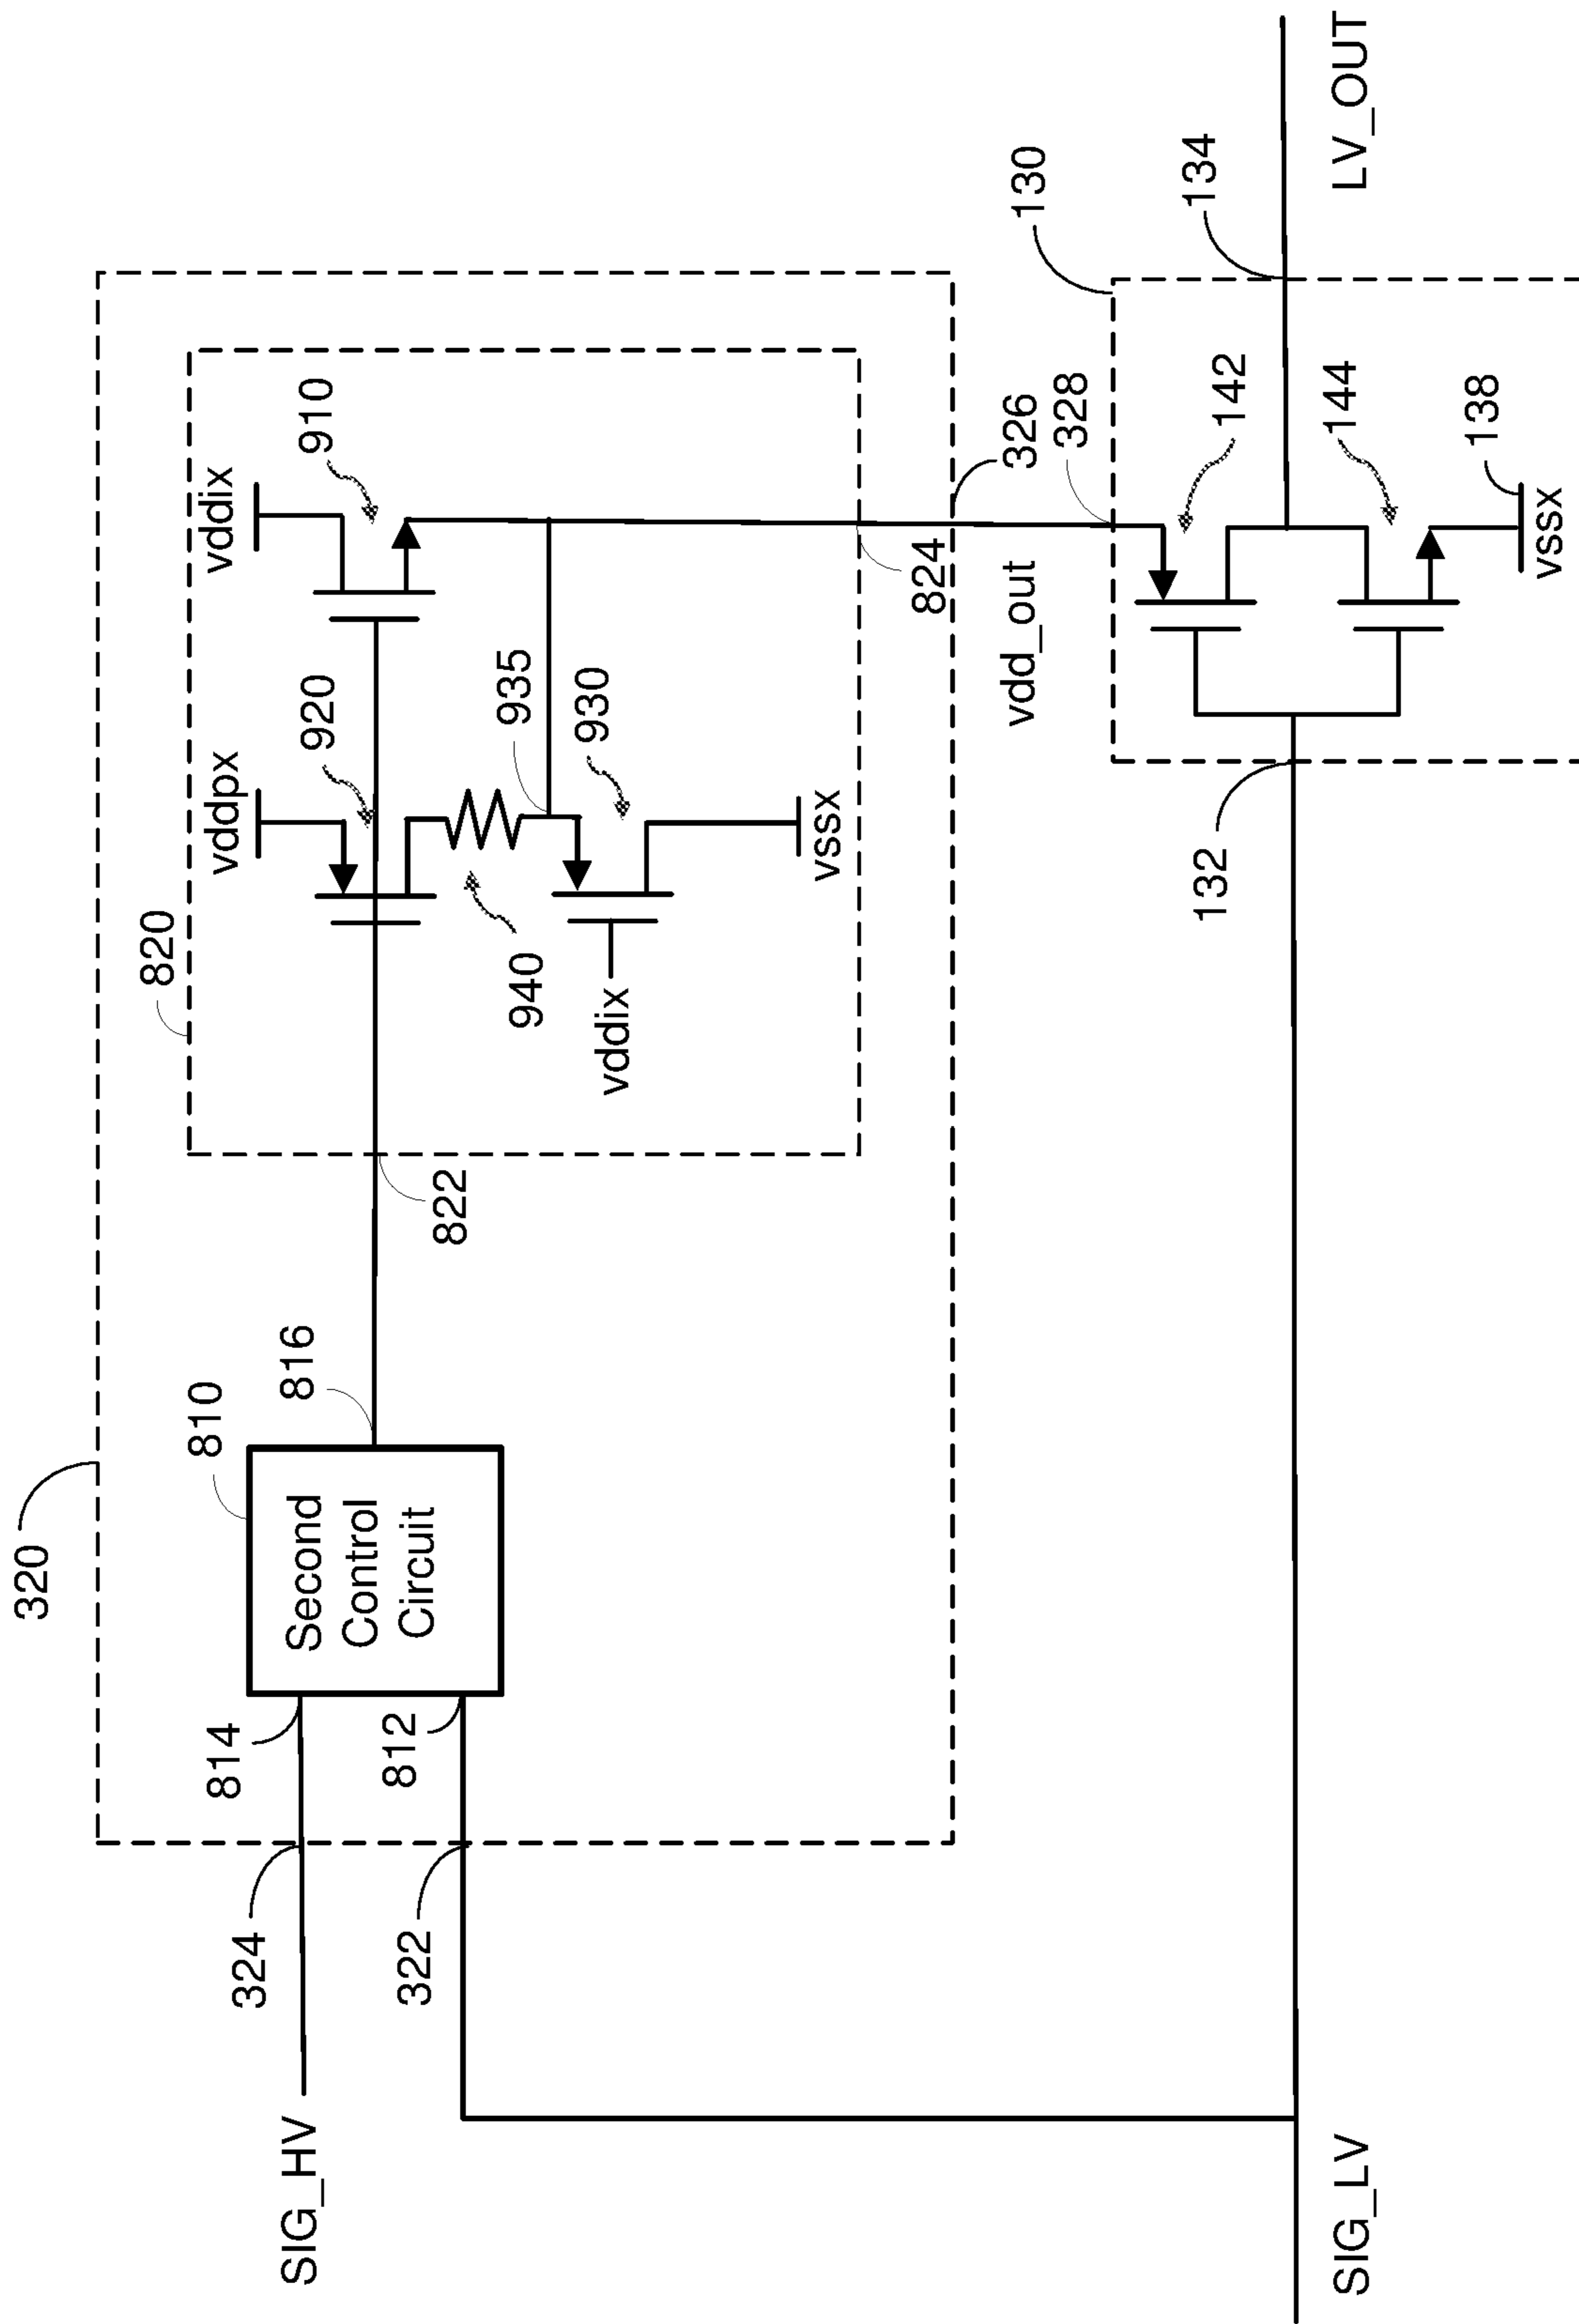 320
820
vddpx
920
vddix
910
810
816
Second
Control
Circuit
822
940
vddix
935
930
vssx
324
814
SIG_HV
322
812
824
326
328
vdd_out
130
142
134
144
132
138
vssx
LV_OUT
SIG_LV